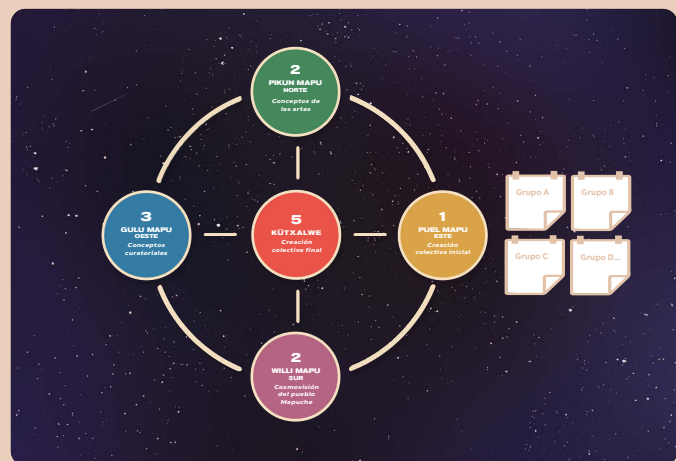 2
PIKUN MAPU
NORTE
Conceptos de
las artes
3
GULU MAPU
OESTE
Conceptos
curatoriales
5
KÜTXALWE
Creación
colectiva final
1
PUEL MAPU
ESTE
Creación
colectiva inicial
Grupo A
Grupo B
Grupo C
Grupo D...
2
WILLI MAPU
SUR
Cosmovisión
del pueblo
Mapuche